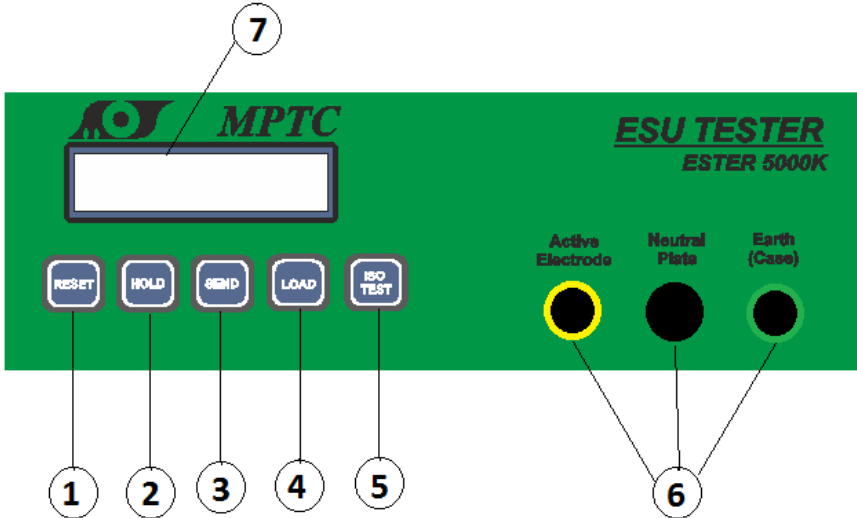 7
MPTC
ESU TESTER
ESTER 5000K
Active
Electrode
Neutral
Plate
Earth
(Case)
RESET
HOLD
SEND
LOAD
ISO
TEST
1
2
3
4
5
6